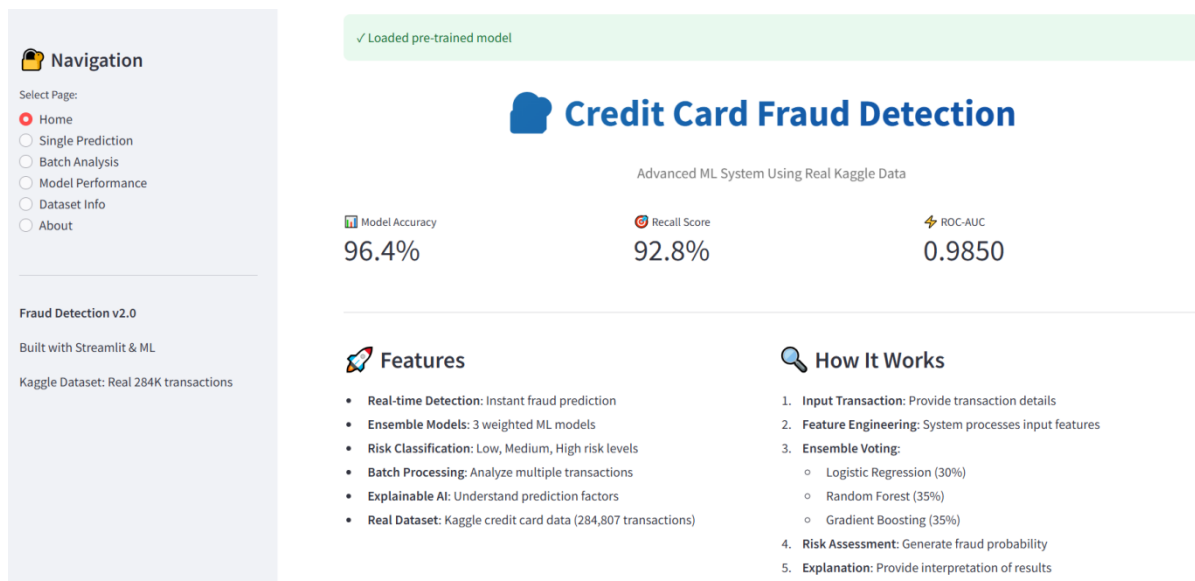 Navigation
Select Page:
Home
Single Prediction
Batch Analysis
Model Performance
Dataset Info
About
Fraud Detection v2.0
Built with Streamlit & ML
Kaggle Dataset: Real 284K transactions
✓ Loaded pre-trained model
Credit Card Fraud Detection
Advanced ML System Using Real Kaggle Data
Model Accuracy
96.4%
Recall Score
92.8%
ROC-AUC
0.9850
Features
Real-time Detection: Instant fraud prediction
Ensemble Models: 3 weighted ML models
Risk Classification: Low, Medium, High risk levels
Batch Processing: Analyze multiple transactions
Explainable AI: Understand prediction factors
Real Dataset: Kaggle credit card data (284,807 transactions)
How It Works
1. Input Transaction: Provide transaction details
2. Feature Engineering: System processes input features
3. Ensemble Voting:
Logistic Regression (30%)
Random Forest (35%)
Gradient Boosting (35%)
4. Risk Assessment: Generate fraud probability
5. Explanation: Provide interpretation of results